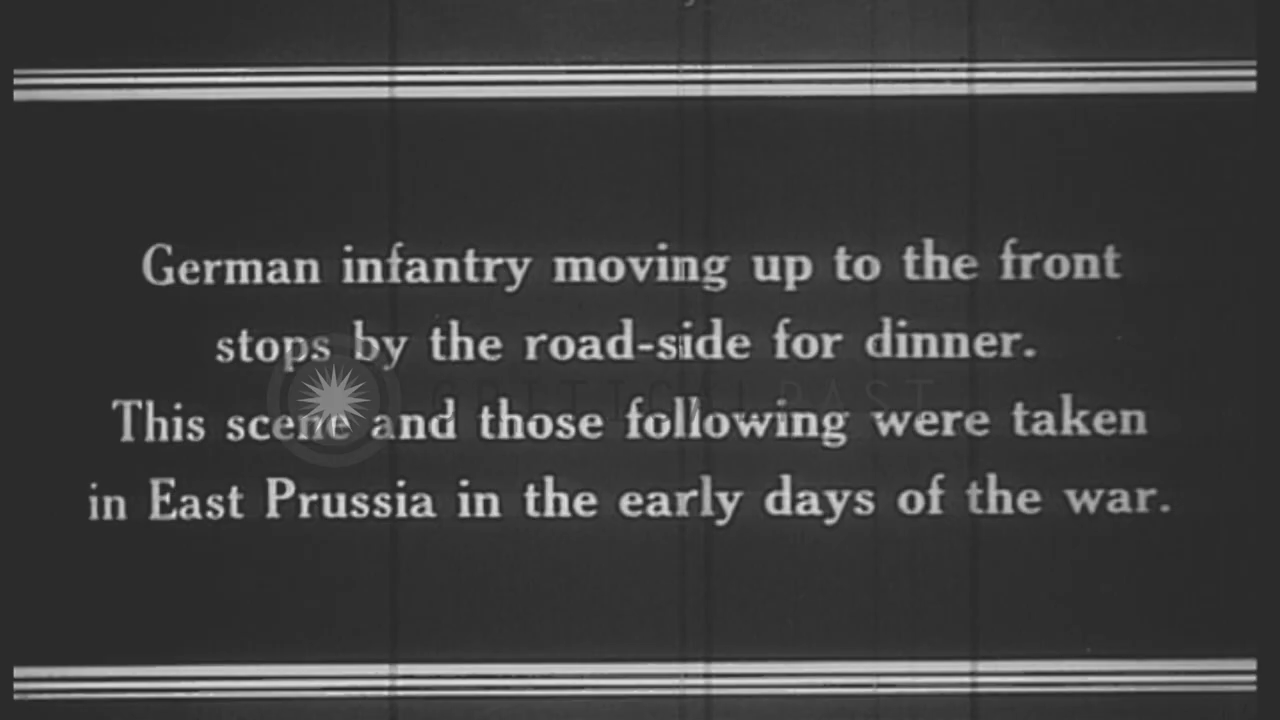 German infantry moving up to the front
stops by the road-side for dinner.
CRITICALPAST
This scene and those following were taken
in East Prussia in the early days of the war.